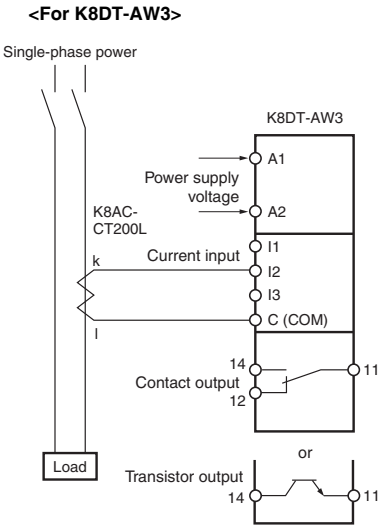 <For K8DT-AW3>
Single-phase power
K8DT-AW3
A1
Power supply
voltage
A2
K8AC-
CT200L
k
Current input
I1
I2
I3
C (COM)
l
14
11
Contact output
12
or
Load
Transistor output
14
11